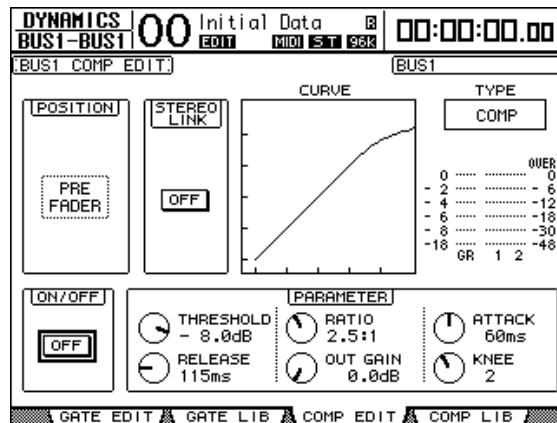 DYNAMICS
BUS1-BUS1
00
Initial Data
R
EDIT
MIDI
ST
96K
00:00:00.00
BUS1 COMP EDIT
BUS1
POSITION
PRE
FADER
STEREO
LINK
OFF
CURVE
TYPE
COMP
OVER
0 0
- 2 - 6
- 4 -12
- 6 -18
- 8 -30
-18 -48
GR 1 2
ON/OFF
OFF
PARAMETER
THRESHOLD
- 8.0dB
RATIO
2.5:1
ATTACK
60ms
RELEASE
115ms
OUT GAIN
0.0dB
KNEE
2
GATE EDIT
GATE LIB
COMP EDIT
COMP LIB